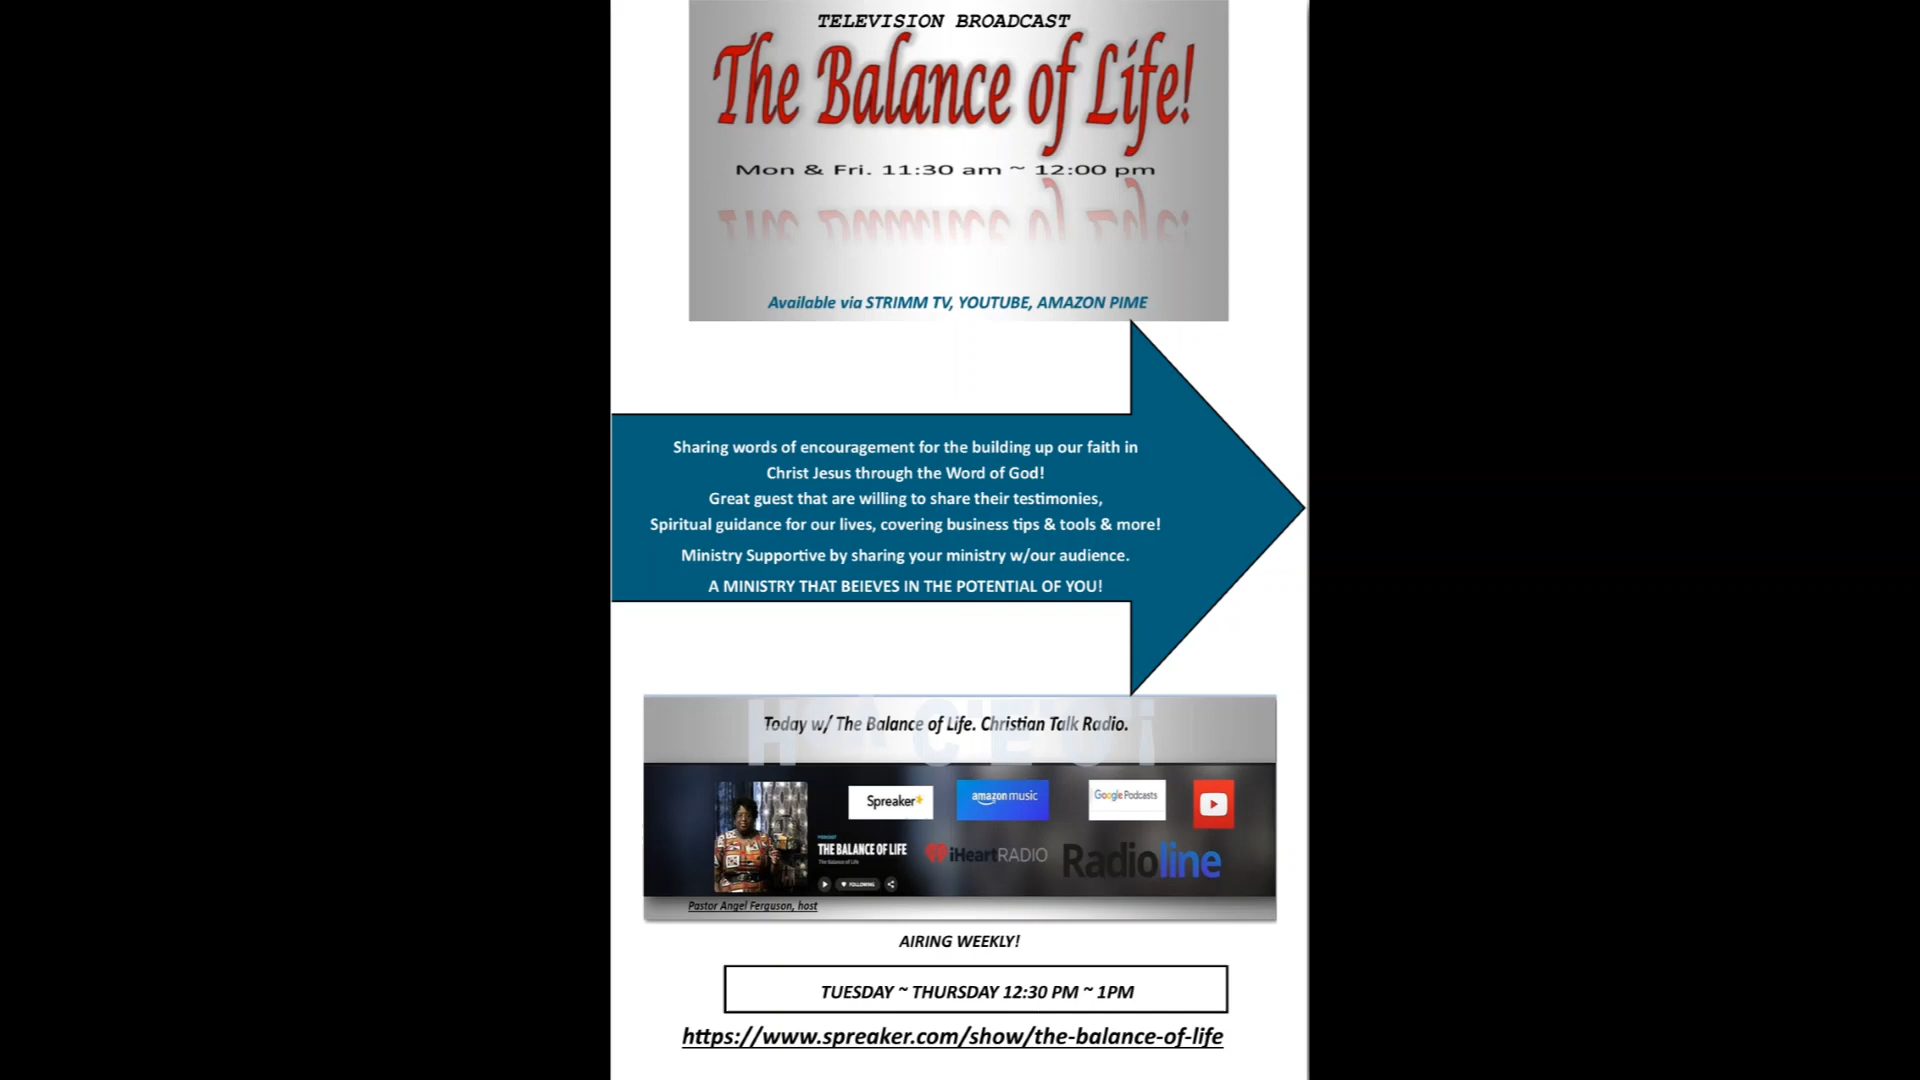 TELEVISION BROADCAST
The Balance of Life!
Mon & Fri. 11:30 am ~ 12:00 pm
Available via STRIMM TV, YOUTUBE, AMAZON PIME
Sharing words of encouragement for the building up our faith in
Christ Jesus through the Word of God!
Great guest that are willing to share their testimonies,
Spiritual guidance for our lives, covering business tips & tools & more!
Ministry Supportive by sharing your ministry w/our audience.
A MINISTRY THAT BEIEVES IN THE POTENTIAL OF YOU!
Today w/ The Balance of Life. Christian Talk Radio.
Spreaker
amazon music
Google Podcasts
PODCAST
THE BALANCE OF LIFE
The Balance of Life
iHeartRADIO
Radioline
FOLLOWING
Pastor Angel Ferguson, host
AIRING WEEKLY!
TUESDAY ~ THURSDAY 12:30 PM ~ 1PM
https://www.spreaker.com/show/the-balance-of-life